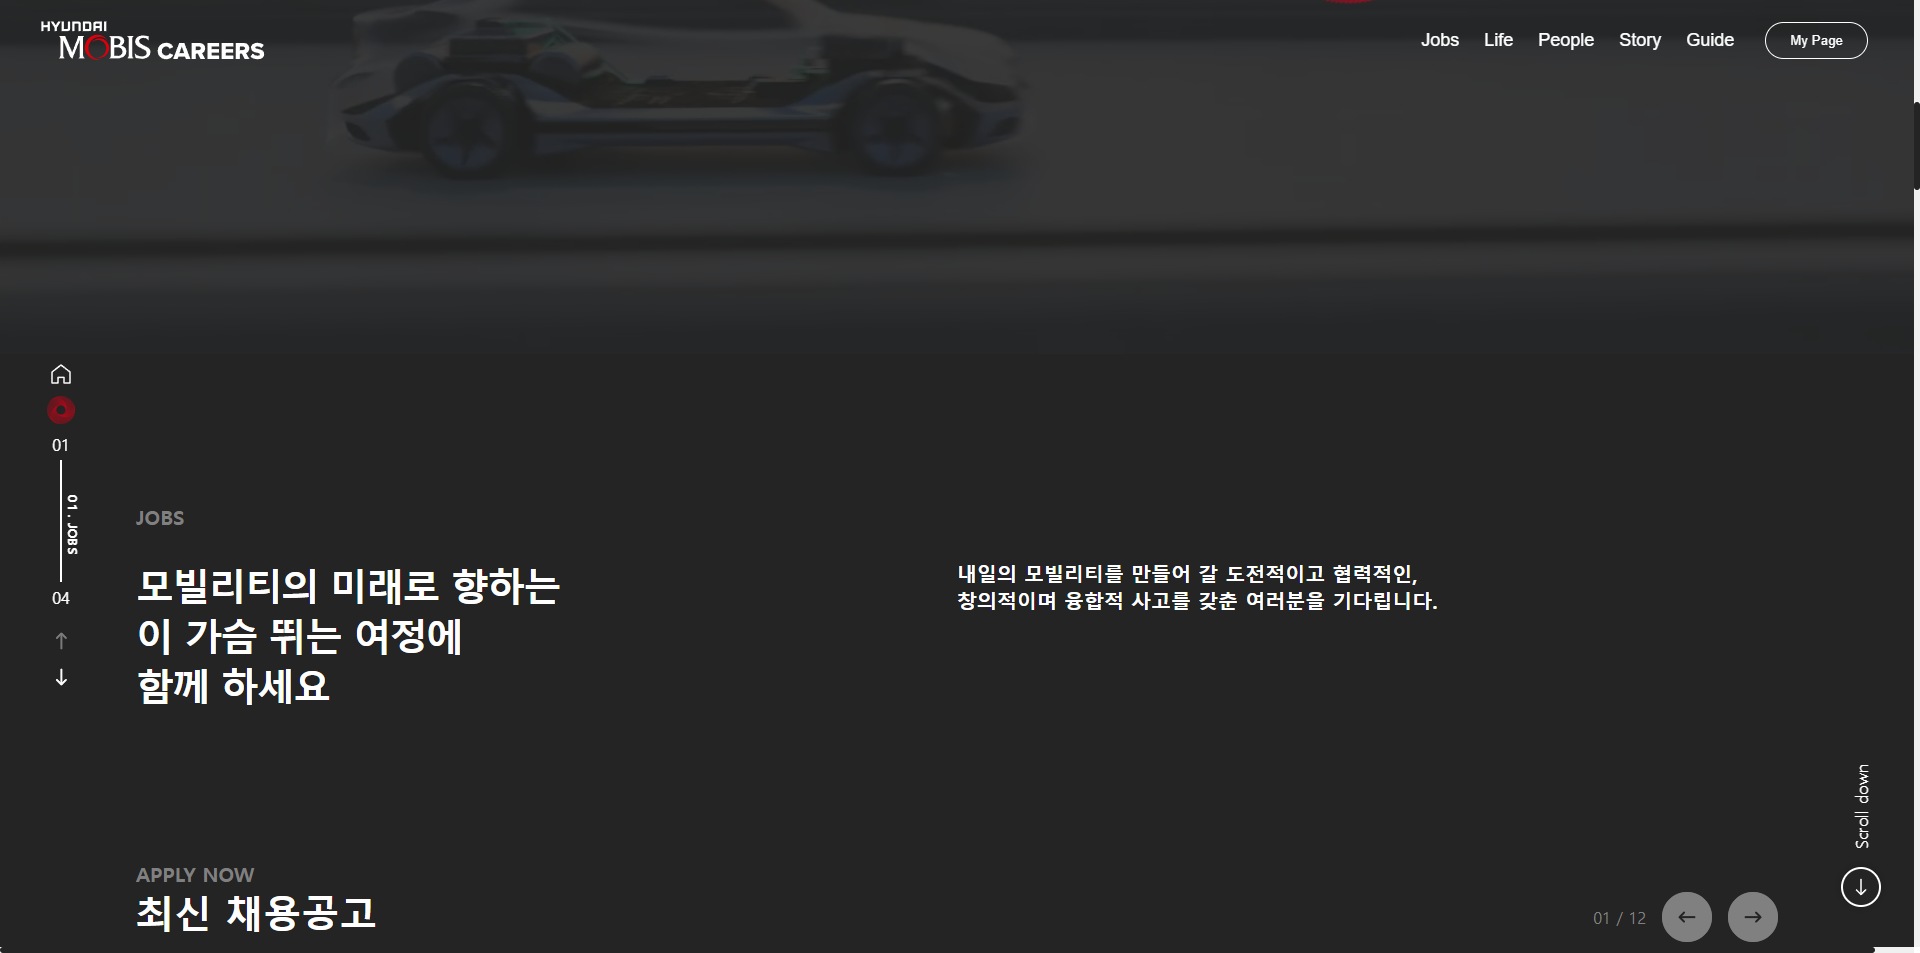 HYUNDAI
MOBIS CAREERS
Jobs
Life
People
Story
Guide
My Page
01
01. JOBS
04
JOBS
모빌리티의 미래로 향하는
이 가슴 뛰는 여정에
함께 하세요
내일의 모빌리티를 만들어 갈 도전적이고 협력적인,
창의적이며 융합적 사고를 갖춘 여러분을 기다립니다.
Scroll down
APPLY NOW
최신 채용공고
01 / 12